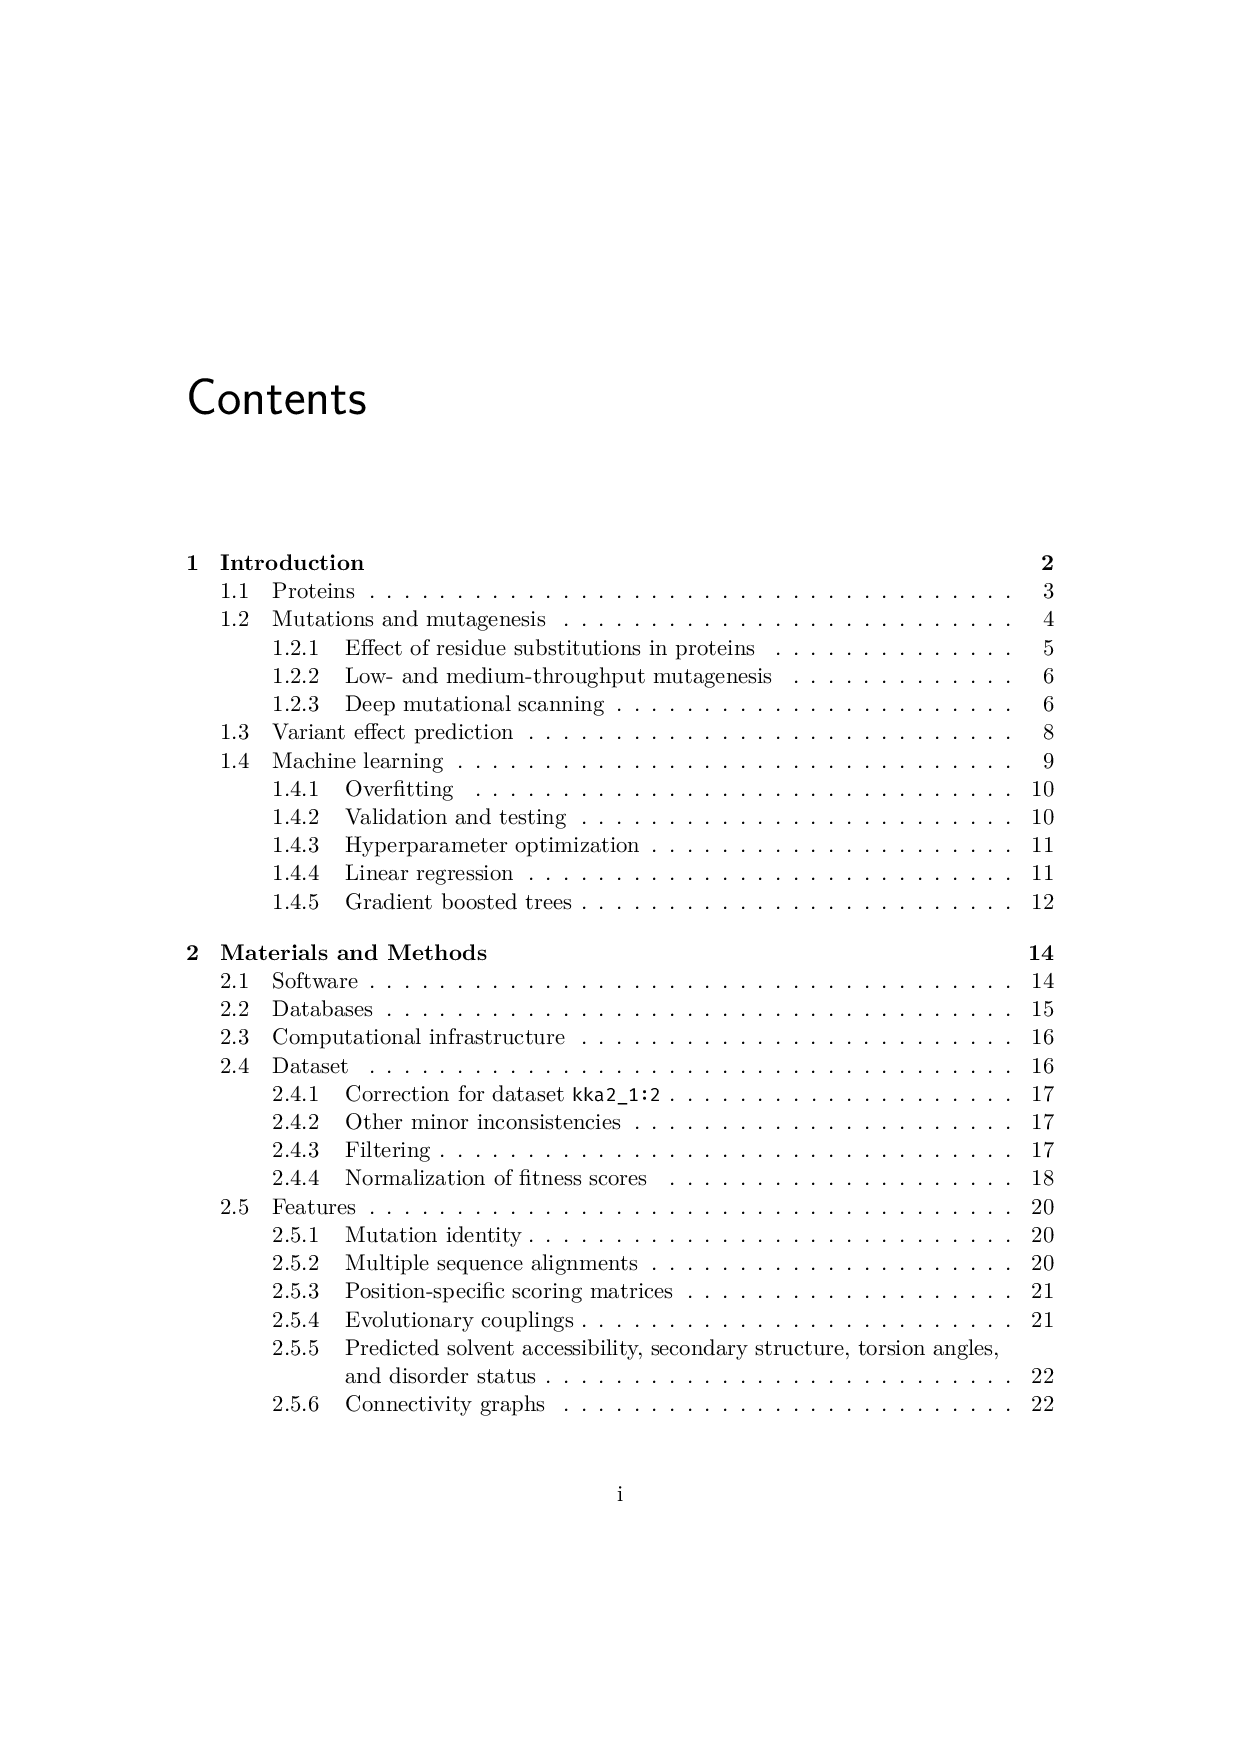 Contents
1 Introduction 2
1.1 Proteins . . . . . . . . . . . . . . . . . . . . . . . . . . . . . . . . . . . . . 3
1.2 Mutations and mutagenesis . . . . . . . . . . . . . . . . . . . . . . . . . . 4
1.2.1 Effect of residue substitutions in proteins . . . . . . . . . . . . . . 5
1.2.2 Low- and medium-throughput mutagenesis . . . . . . . . . . . . . 6
1.2.3 Deep mutational scanning . . . . . . . . . . . . . . . . . . . . . . . 6
1.3 Variant effect prediction . . . . . . . . . . . . . . . . . . . . . . . . . . . . 8
1.4 Machine learning . . . . . . . . . . . . . . . . . . . . . . . . . . . . . . . . 9
1.4.1 Overfitting . . . . . . . . . . . . . . . . . . . . . . . . . . . . . . . 10
1.4.2 Validation and testing . . . . . . . . . . . . . . . . . . . . . . . . . 10
1.4.3 Hyperparameter optimization . . . . . . . . . . . . . . . . . . . . . 11
1.4.4 Linear regression . . . . . . . . . . . . . . . . . . . . . . . . . . . . 11
1.4.5 Gradient boosted trees . . . . . . . . . . . . . . . . . . . . . . . . . 12
2 Materials and Methods 14
2.1 Software . . . . . . . . . . . . . . . . . . . . . . . . . . . . . . . . . . . . . 14
2.2 Databases . . . . . . . . . . . . . . . . . . . . . . . . . . . . . . . . . . . . 15
2.3 Computational infrastructure . . . . . . . . . . . . . . . . . . . . . . . . . 16
2.4 Dataset . . . . . . . . . . . . . . . . . . . . . . . . . . . . . . . . . . . . . 16
2.4.1 Correction for dataset kka2_1:2 . . . . . . . . . . . . . . . . . . . . 17
2.4.2 Other minor inconsistencies . . . . . . . . . . . . . . . . . . . . . . 17
2.4.3 Filtering . . . . . . . . . . . . . . . . . . . . . . . . . . . . . . . . . 17
2.4.4 Normalization of fitness scores . . . . . . . . . . . . . . . . . . . . 18
2.5 Features . . . . . . . . . . . . . . . . . . . . . . . . . . . . . . . . . . . . . 20
2.5.1 Mutation identity . . . . . . . . . . . . . . . . . . . . . . . . . . . . 20
2.5.2 Multiple sequence alignments . . . . . . . . . . . . . . . . . . . . . 20
2.5.3 Position-specific scoring matrices . . . . . . . . . . . . . . . . . . . 21
2.5.4 Evolutionary couplings . . . . . . . . . . . . . . . . . . . . . . . . . 21
2.5.5 Predicted solvent accessibility, secondary structure, torsion angles,
and disorder status . . . . . . . . . . . . . . . . . . . . . . . . . . . 22
2.5.6 Connectivity graphs . . . . . . . . . . . . . . . . . . . . . . . . . . 22
i